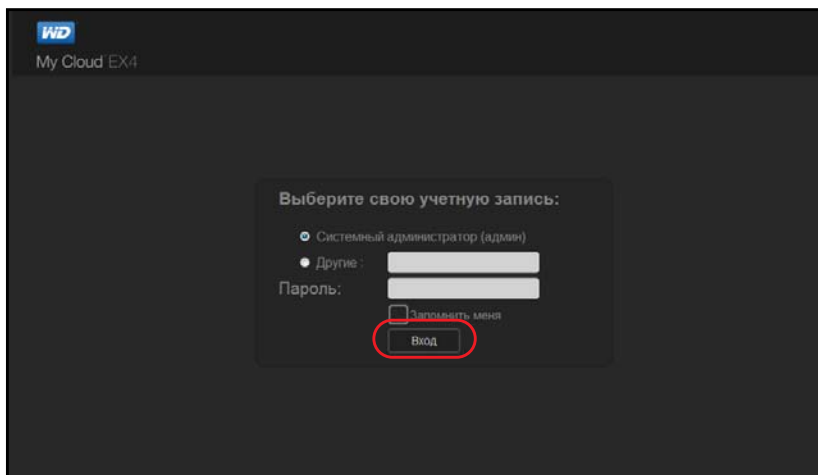 WD
My Cloud EX4
Выберите свою учетную запись:
Системный администратор (админ)
Другие :
Пароль:
Запомнить меня
Вход